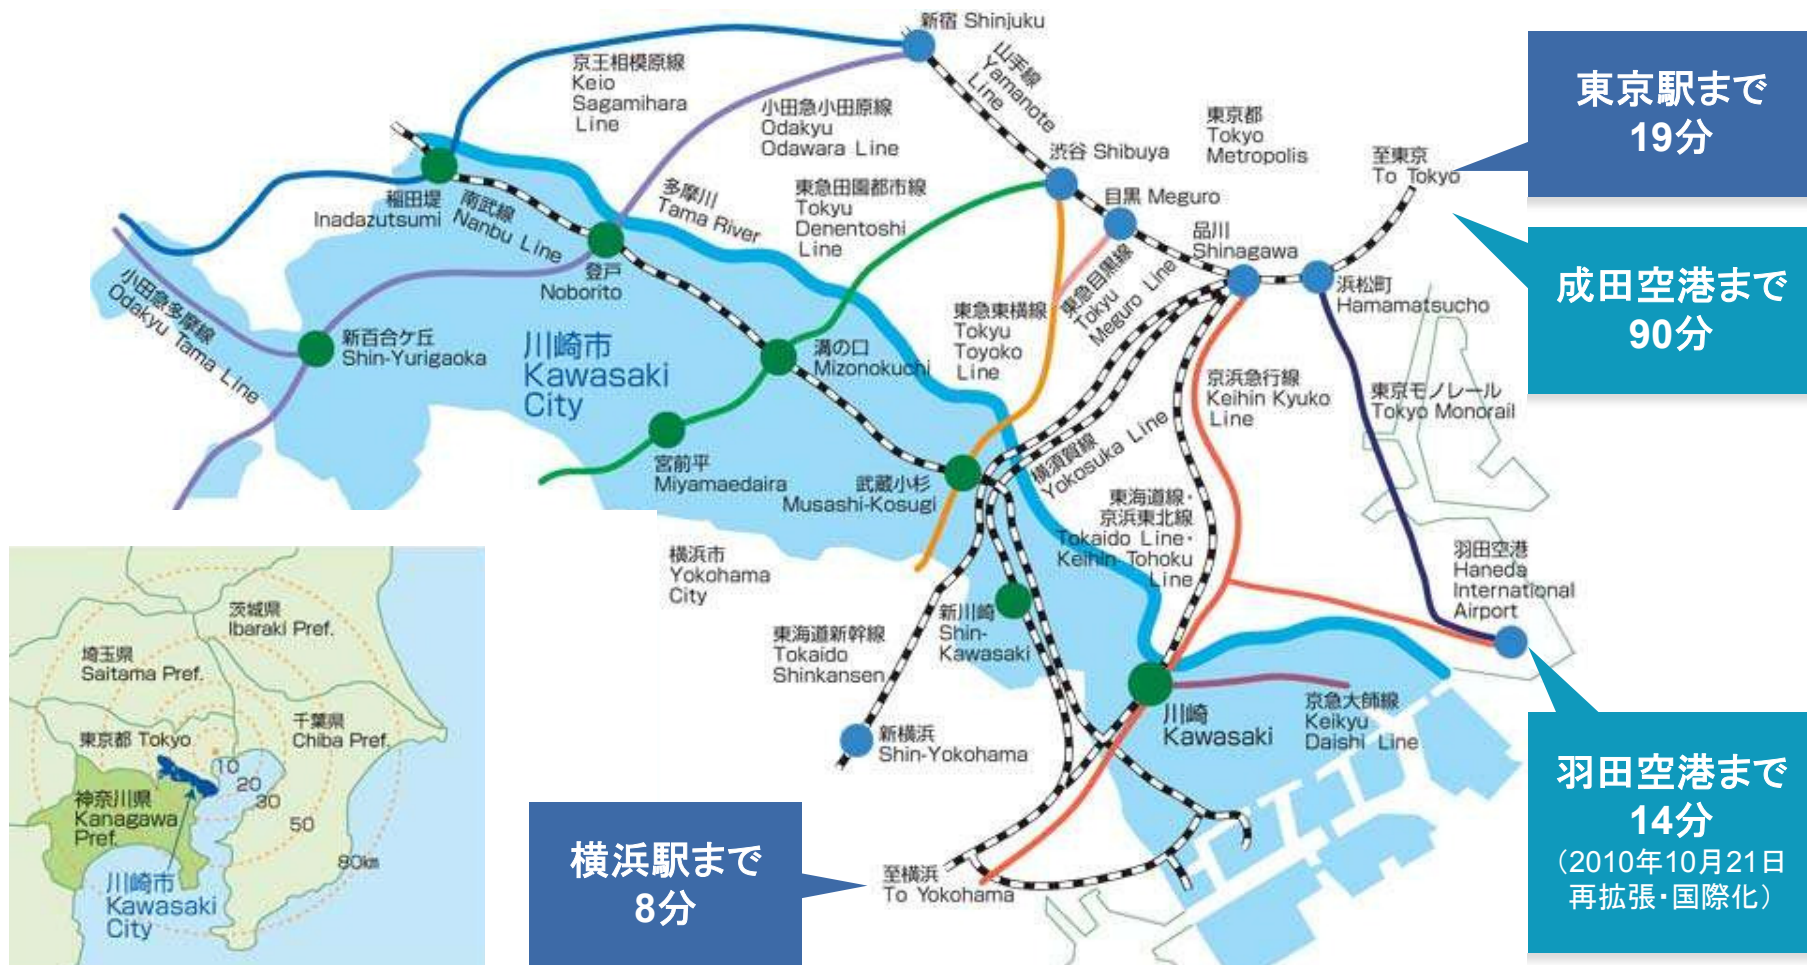 新宿 Shinjuku
京王相模原線
Keio
Sagamihara
Line
小田急小田原線
Odakyu
Odawara Line
山手線
Yamanote
Line
東京都
Tokyo
Metropolis
渋谷 Shibuya
至東京
To Tokyo
目黒 Meguro
品川
Shinagawa
浜松町
Hamamatsucho
稲田堤
Inadazutsumi
南武線
Nanbu Line
多摩川
Tama River
東急田園都市線
Tokyu
Denentoshi
Line
登戸
Noborito
小田急多摩線
Odakyu Tama Line
新百合ケ丘
Shin-Yurigaoka
川崎市
Kawasaki
City
溝の口
Mizonokuchi
東急東横線
Tokyu
Toyoko
Line
東急目黒線
Tokyu
Meguro Line
京浜急行線
Keihin Kyuko
Line
東京モノレール
Tokyo Monorail
宮前平
Miyamaedaira
武蔵小杉
Musashi-Kosugi
横須賀線
Yokosuka Line
東海道線・
京浜東北線
Tokaido Line・
Keihin-Tohoku
Line
羽田空港
Haneda
International
Airport
横浜市
Yokohama
City
新川崎
Shin-
Kawasaki
東海道新幹線
Tokaido
Shinkansen
川崎
Kawasaki
京急大師線
Keikyu
Daishi Line
新横浜
Shin-Yokohama
至横浜
To Yokohama
東京駅まで
19分
成田空港まで
90分
羽田空港まで
14分
（2010年10月21日
再拡張・国際化）
横浜駅まで
8分
茨城県
Ibaraki Pref.
埼玉県
Saitama Pref.
千葉県
Chiba Pref.
東京都 Tokyo
神奈川県
Kanagawa
Pref.
川崎市
Kawasaki
City
10
20
30
50
80km